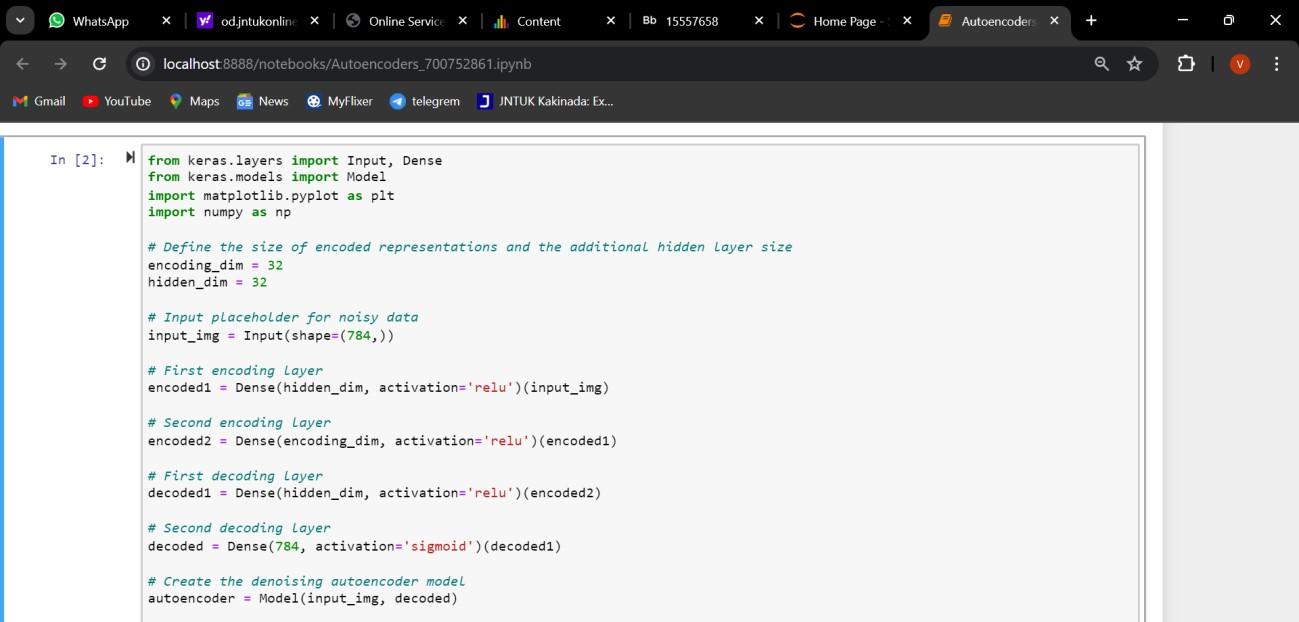 WhatsApp
od.jntukonline
Online Service
Content
Bb 15557658
Home Page -
Autoencoders
localhost:8888/notebooks/Autoencoders_700752861.ipynb
V
Gmail
YouTube
Maps
News
MyFlixer
telegrem
JNTUK Kakinada: Ex...
In [2]:
from keras.layers import Input, Dense
from keras.models import Model
import matplotlib.pyplot as plt
import numpy as np
# Define the size of encoded representations and the additional hidden layer size
encoding_dim = 32
hidden_dim = 32
# Input placeholder for noisy data
input_img = Input(shape=(784,))
# First encoding layer
encoded1 = Dense(hidden_dim, activation='relu')(input_img)
# Second encoding layer
encoded2 = Dense(encoding_dim, activation='relu')(encoded1)
# First decoding layer
decoded1 = Dense(hidden_dim, activation='relu')(encoded2)
# Second decoding layer
decoded = Dense(784, activation='sigmoid')(decoded1)
# Create the denoising autoencoder model
autoencoder = Model(input_img, decoded)